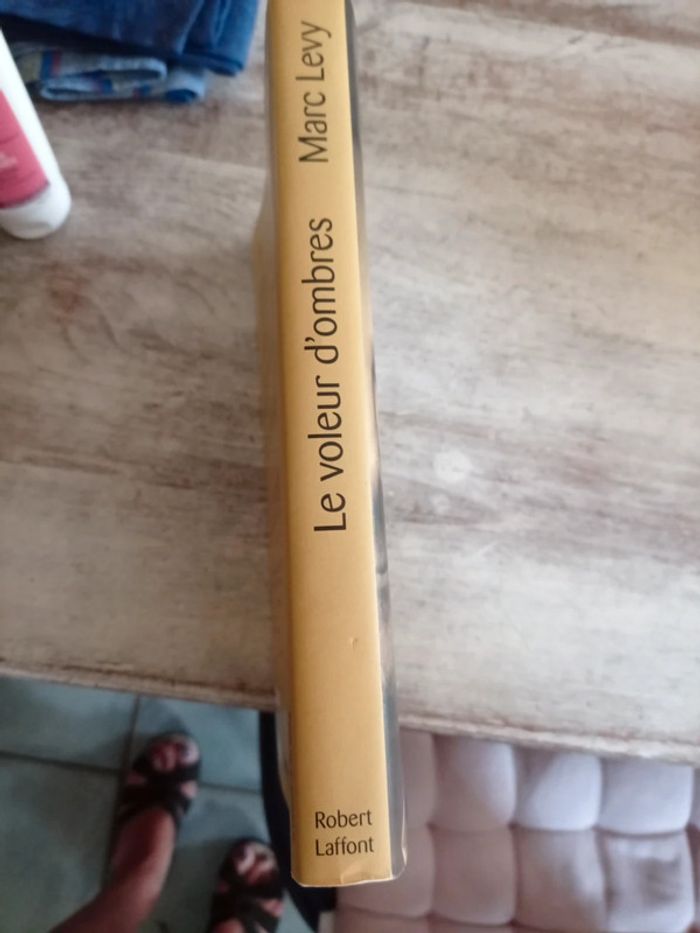 Marc Levy
Le voleur d'ombres
Robert
Laffont